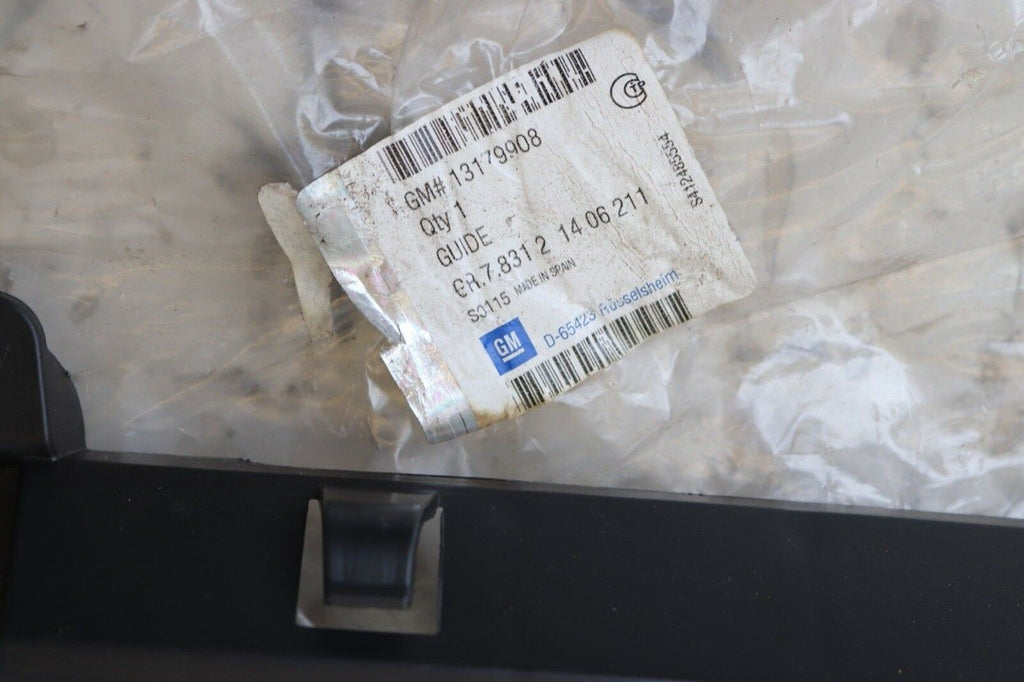 GM# 13179908
Qty 1
GUIDE
GR.7.831 2 14.06.211
S0115 MADE IN SPAIN
GM D-65423 Rüsselsheim
S412485554